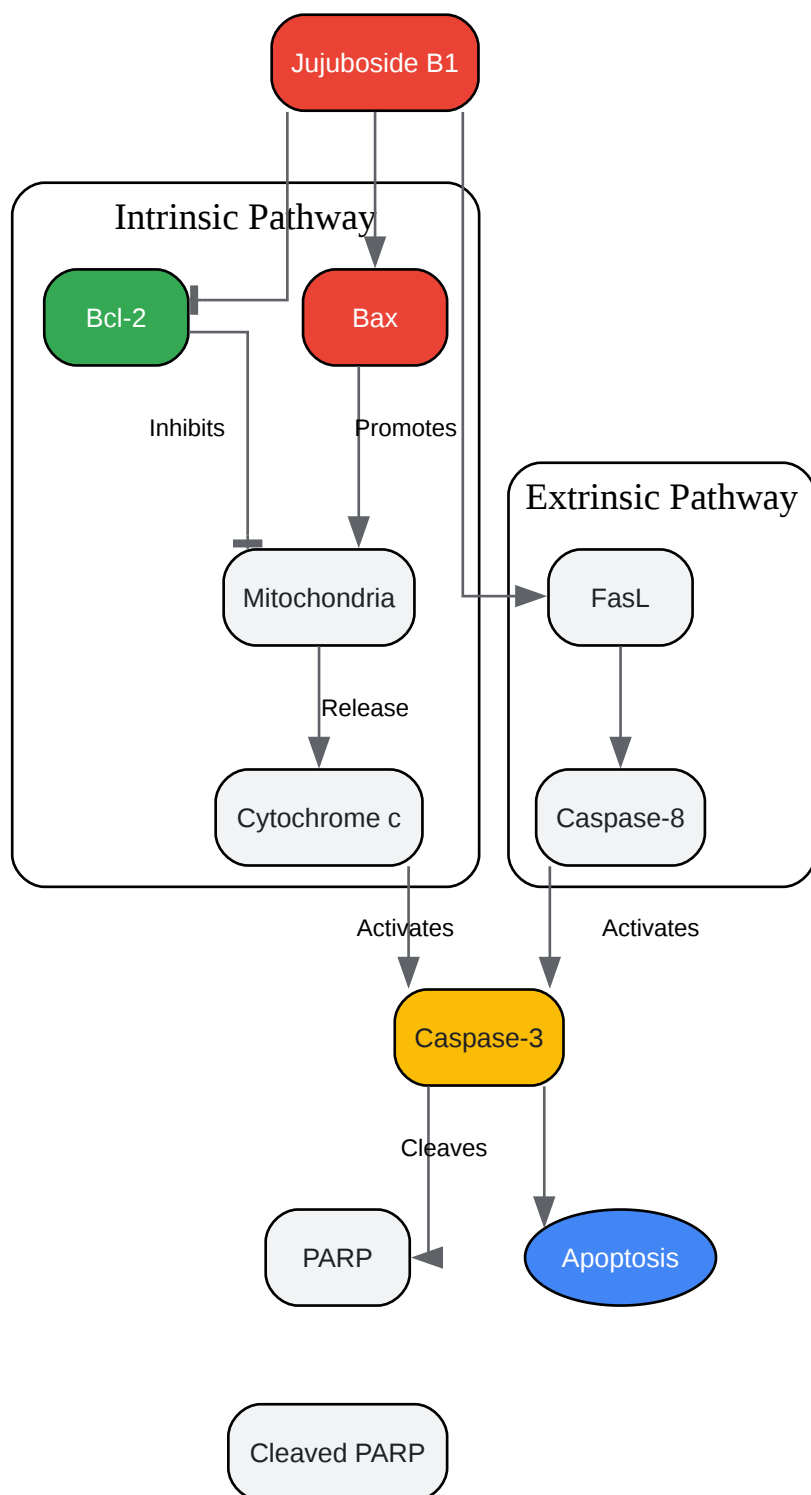 Jujuboside B1
Intrinsic Pathway
Bcl-2
Bax
Inhibits
Promotes
Extrinsic Pathway
Mitochondria
FasL
Release
Cytochrome c
Caspase-8
Activates
Activates
Caspase-3
Cleaves
PARP
Apoptosis
Cleaved PARP